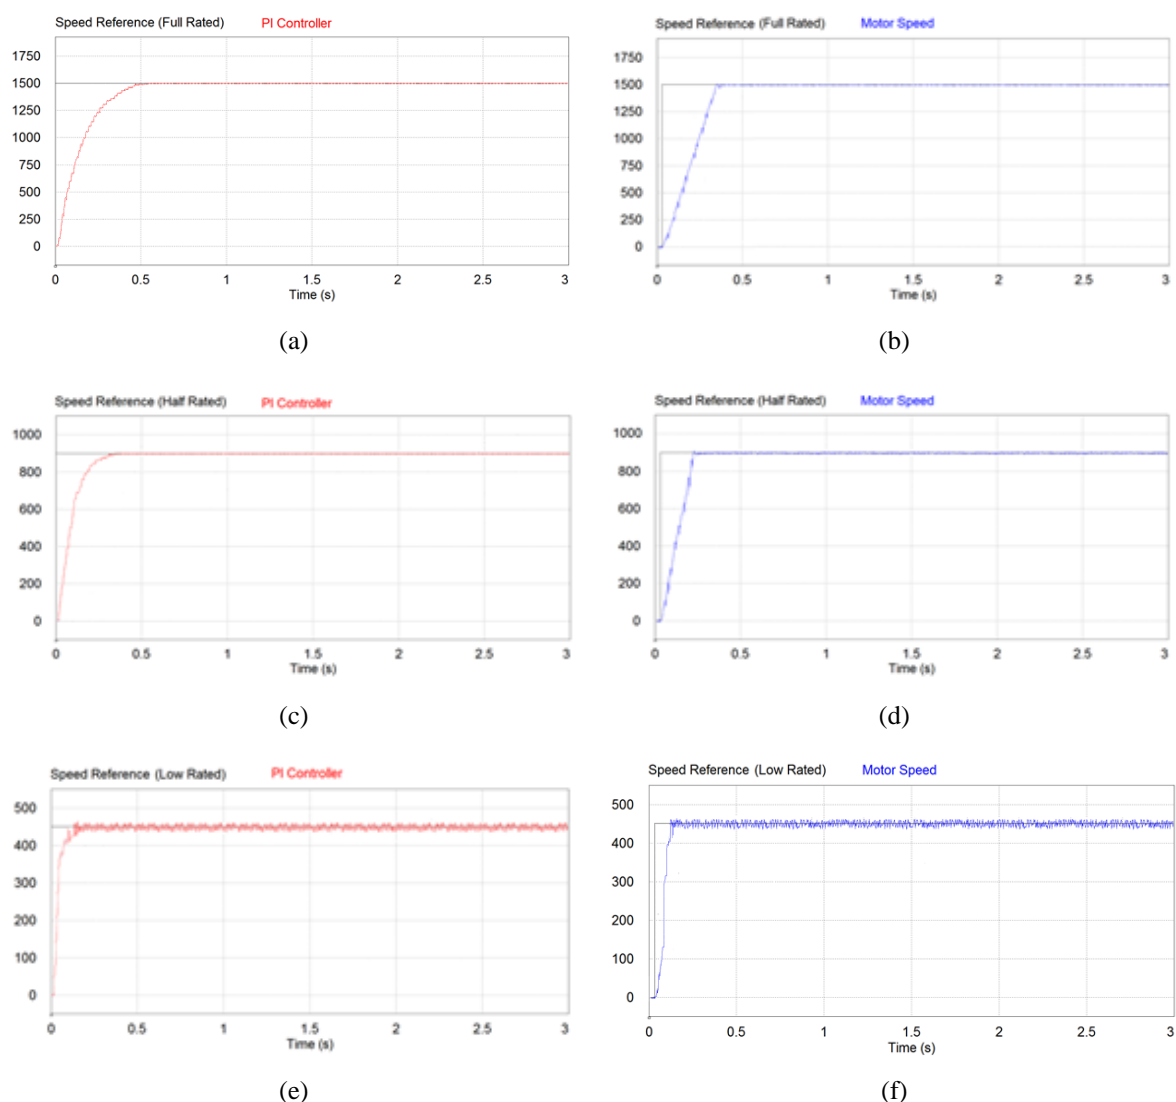 Speed Reference (Full Rated) PI Controller
1750
1500
1250
1000
750
500
250
0
0 0.5 1 1.5 2 2.5 3
Time (s)
(a)
Speed Reference (Full Rated) Motor Speed
1750
1500
1250
1000
750
500
250
0
0 0.5 1 1.5 2 2.5 3
Time (s)
(b)
Speed Reference (Half Rated) PI Controller
1000
800
600
400
200
0
0 0.5 1 1.5 2 2.5 3
Time (s)
(c)
Speed Reference (Half Rated) Motor Speed
1000
800
600
400
200
0
0 0.5 1 1.5 2 2.5 3
Time (s)
(d)
Speed Reference (Low Rated) PI Controller
500
400
300
200
100
0
0 0.5 1 1.5 2 2.5 3
Time (s)
(e)
Speed Reference (Low Rated) Motor Speed
500
400
300
200
100
0
0 0.5 1 1.5 2 2.5 3
Time (s)
(f)